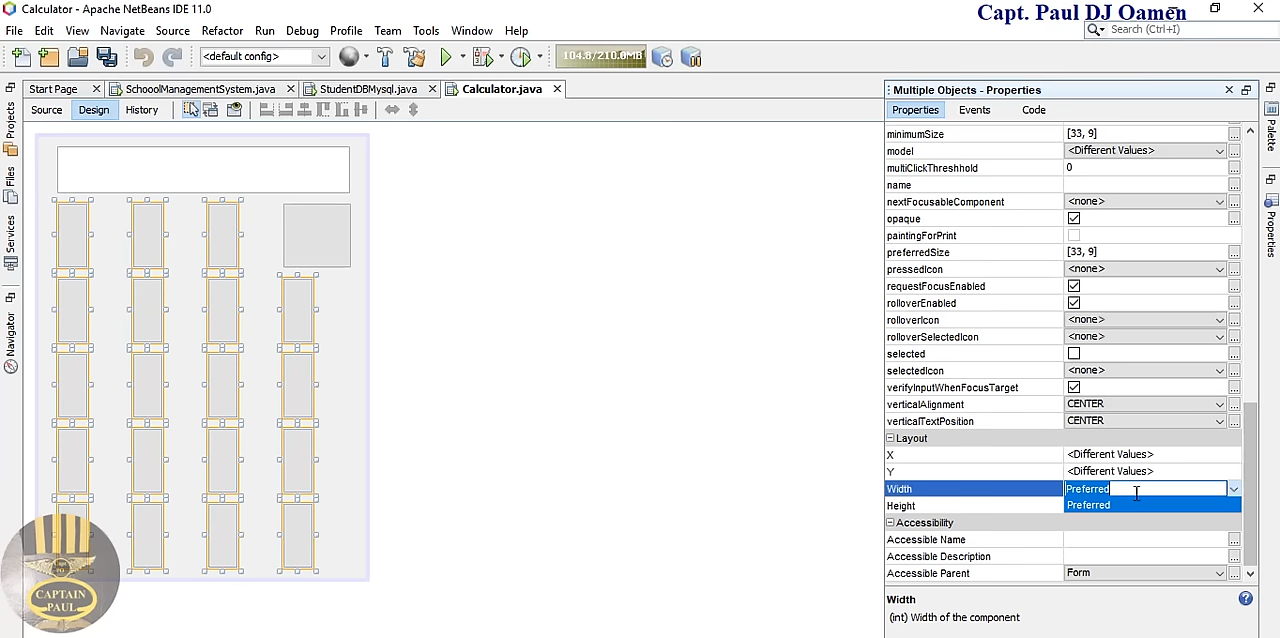 Calculator - Apache NetBeans IDE 11.0
Capt. Paul DJ Oamen
File Edit View Navigate Source Refactor Run Debug Profile Team Tools Window Help
Search (Ctrl+I)
<default config>
104.8/210.0MB
Start Page
SchoolManagementSystem.java
StudentDBMysql.java
Calculator.java
Source Design History
Projects
Files
Services
Navigator
Multiple Objects - Properties
Properties Events Code
minimumSize [33, 9]
model <Different Values>
multiClickThreshhold 0
name
nextFocusableComponent <none>
opaque
paintingForPrint
preferredSize [33, 9]
pressedIcon <none>
requestFocusEnabled
rolloverEnabled
rolloverIcon <none>
rolloverSelectedIcon <none>
selected
selectedIcon <none>
verifyInputWhenFocusTarget
verticalAlignment CENTER
verticalTextPosition CENTER
Layout
X <Different Values>
Y <Different Values>
Width Preferred
Height Preferred
Accessibility
Accessible Name
Accessible Description
Accessible Parent Form
Width
(int) Width of the component
Palette
Properties
CAPTAIN
PAUL